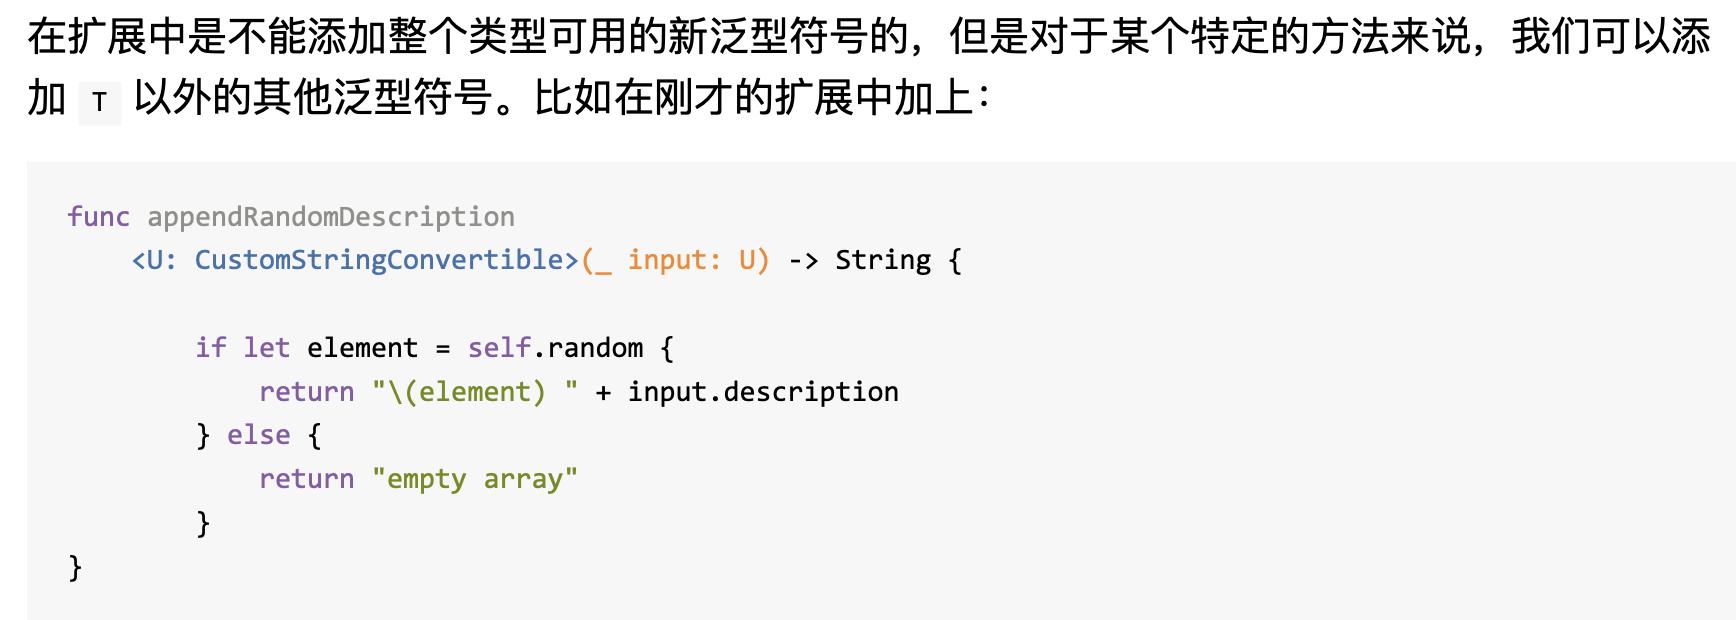 在扩展中是不能添加整个类型可用的新泛型符号的，但是对于某个特定的方法来说，我们可以添
加 T 以外的其他泛型符号。比如在刚才的扩展中加上：
func appendRandomDescription
    <U: CustomStringConvertible>(_ input: U) -> String {
        if let element = self.random {
            return "\(element) " + input.description
        } else {
            return "empty array"
        }
}